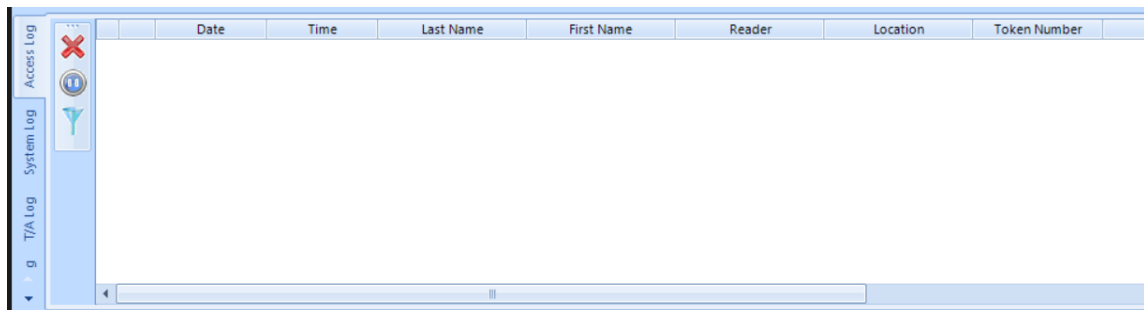 Date Time Last Name First Name Reader Location Token Number
Access Log
System Log
T/A Log
g